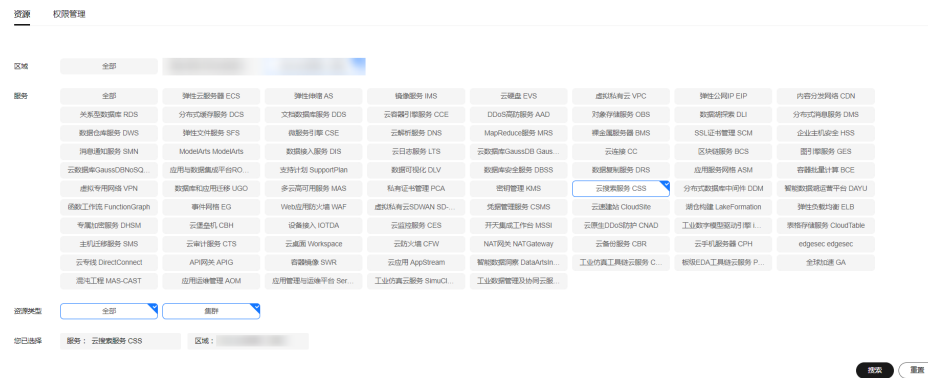 资源 权限管理
区域 全部
服务 全部 弹性云服务器 ECS 弹性伸缩 AS 镜像服务 IMS 云硬盘 EVS 虚拟私有云 VPC 弹性公网IP EIP 内容分发网络 CDN
关系型数据库 RDS 分布式缓存服务 DCS 文档数据库服务 DDS 云容器引擎服务 CCE DDoS高防服务 AAD 对象存储服务 OBS 数据湖探索 DLI 分布式消息服务 DMS
数据仓库服务 DWS 弹性文件服务 SFS 微服务引擎 CSE 云解析服务 DNS MapReduce服务 MRS 裸金属服务器 BMS SSL证书管理 SCM 企业主机安全 HSS
消息通知服务 SMN ModelArts ModelArts 数据接入服务 DIS 云日志服务 LTS 云数据库GaussDB Gaus... 云连接 CC 区块链服务 BCS 图引擎服务 GES
云数据库GaussDBNoSQ... 应用与数据集成平台RO... 支持计划 SupportPlan 数据可视化 DLV 数据库安全服务 DBSS 数据复制服务 DRS 应用服务网格 ASM 容器批量计算 BCE
虚拟专用网络 VPN 数据库和应用迁移 UGO 多云高可用服务 MAS 私有证书管理 PCA 密钥管理 KMS 云搜索服务 CSS 分布式数据库中间件 DDM 智能数据湖运营平台 DAYU
函数工作流 FunctionGraph 事件网格 EG Web应用防火墙 WAF 虚拟私有云SDWAN SD-... 凭据管理服务 CSMS 云速建站 CloudSite 湖仓构建 LakeFormation 弹性负载均衡 ELB
专属加密服务 DHSM 云堡垒机 CBH 设备接入 IOTDA 云监控服务 CES 开天集成工作台 MSSI 云原生DDoS防护 CNAD 工业数字模型驱动引擎 i... 表格存储服务 CloudTable
主机迁移服务 SMS 云审计服务 CTS 云桌面 Workspace 云防火墙 CFW NAT网关 NATGateway 云备份服务 CBR 云手机服务器 CPH edgesec edgesec
云专线 DirectConnect API网关 APIG 容器镜像 SWR 云应用 AppStream 智能数据洞察 DataArtsIn... 工业仿真工具链云服务 C... 板级EDA工具链云服务 P... 全球加速 GA
混沌工程 MAS-CAST 应用运维管理 AOM 应用管理与运维平台 Ser... 工业仿真云服务 SimuCl... 工业数据管理及协同云服...
资源类型 全部 集群
您已选择 服务： 云搜索服务 CSS 区域：
搜索 重置